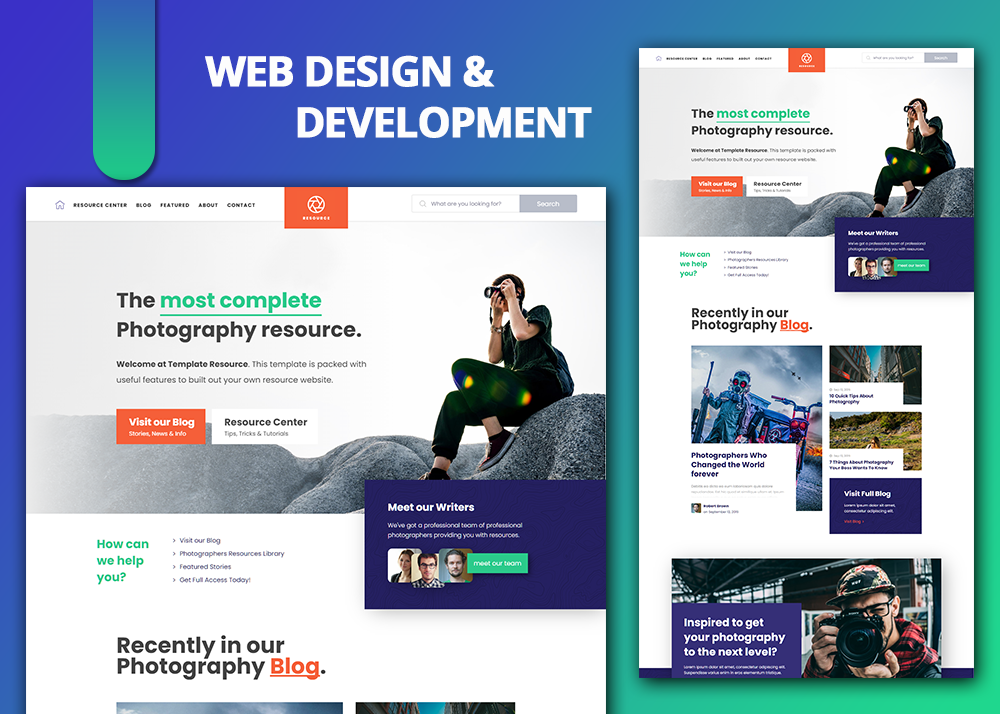 WEB DESIGN &
DEVELOPMENT
RESOURCE CENTER BLOG FEATURED ABOUT CONTACT
RESOURCE
What are you looking for? Search
The most complete
Photography resource.
Welcome at Template Resource. This template is packed with
useful features to built out your own resource website.
Visit our Blog
Stories, News & Info
Resource Center
Tips, Tricks & Tutorials
Meet our Writers
We've got a professional team of professional
photographers providing you with resources.
meet our team
How can
we help
you?
> Visit our Blog
> Photographers Resources Library
> Featured Stories
> Get Full Access Today!
Recently in our
Photography Blog.
RESOURCE CENTER BLOG FEATURED ABOUT CONTACT
RESOURCE
What are you looking for? Search
The most complete
Photography resource.
Welcome at Template Resource. This template is packed with
useful features to built out your own resource website.
Visit our Blog
Stories, News & Info
Resource Center
Tips, Tricks & Tutorials
Meet our Writers
We've got a professional team of professional
photographers providing you with resources.
meet our team
How can
we help
you?
> Visit our Blog
> Photographers Resources Library
> Featured Stories
> Get Full Access Today!
Recently in our
Photography Blog.
Photographers Who
Changed the World
forever
Robert Brown
on September 13, 2019
10 Quick Tips About
Photography
7 Things About Photography
Your Boss Wants To Know
Visit Full Blog
Lorem ipsum dolor sit amet,
consectetur adipiscing elit.
Visit Blog >
Inspired to get
your photography
to the next level?
Lorem ipsum dolor sit amet, consectetur adipiscing elit.
Suspendisse varius enim in eros elementum tristique.